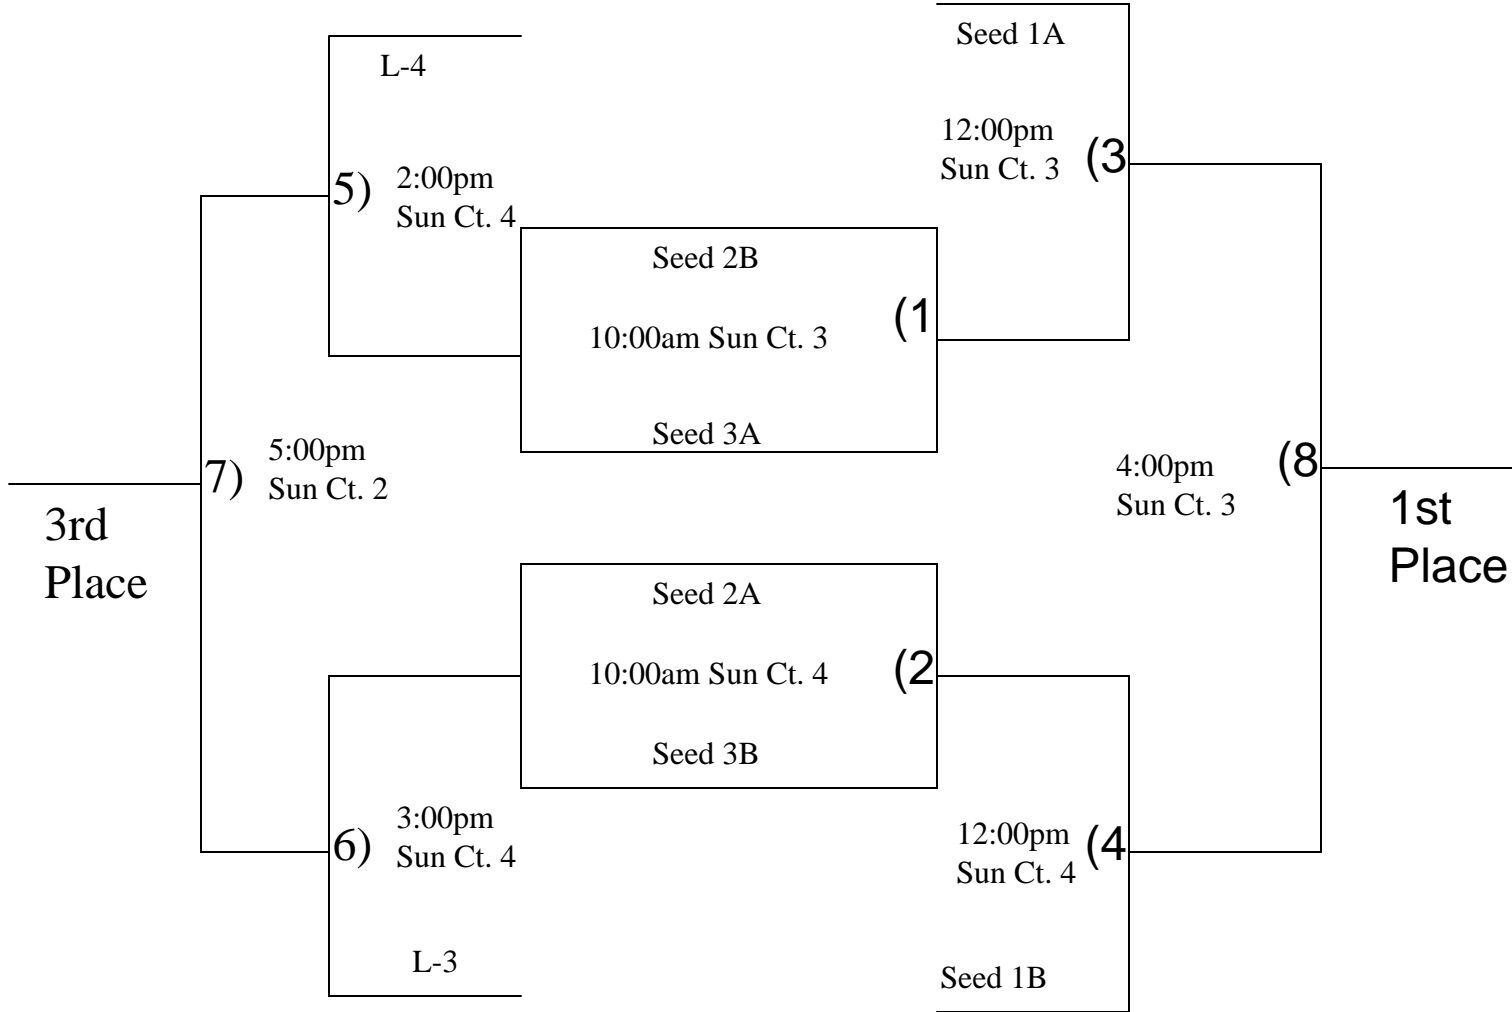 Seed 1A
L-4
12:00pm
Sun Ct. 3
(3
5)
2:00pm
Sun Ct. 4
Seed 2B
(1
10:00am Sun Ct. 3
Seed 3A
7)
5:00pm
Sun Ct. 2
4:00pm
Sun Ct. 3
(8
3rd
Place
1st
Place
Seed 2A
10:00am Sun Ct. 4
(2
Seed 3B
6)
3:00pm
Sun Ct. 4
12:00pm
Sun Ct. 4
(4
L-3
Seed 1B